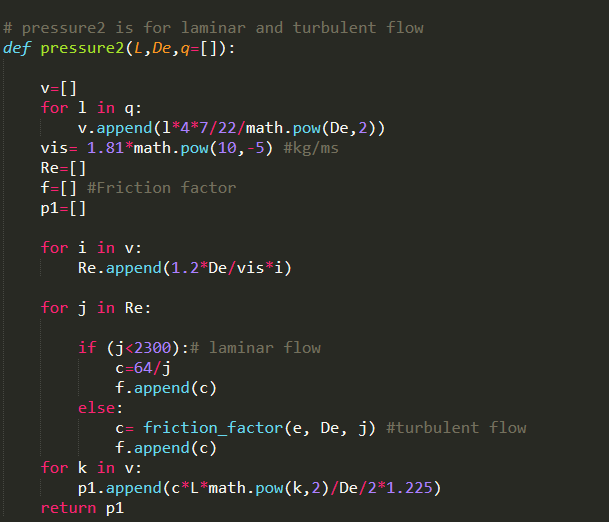 # pressure2 is for laminar and turbulent flow
def pressure2(L,De,q=[]):
v=[]
for l in q:
v.append(l*4*7/22/math.pow(De,2))
vis= 1.81*math.pow(10,-5) #kg/ms
Re=[]
f=[] #Friction factor
p1=[]
for i in v:
Re.append(1.2*De/vis*i)
for j in Re:
if (j<2300):# laminar flow
c=64/j
f.append(c)
else:
c= friction_factor(e, De, j) #turbulent flow
f.append(c)
for k in v:
p1.append(c*L*math.pow(k,2)/De/2*1.225)
return p1